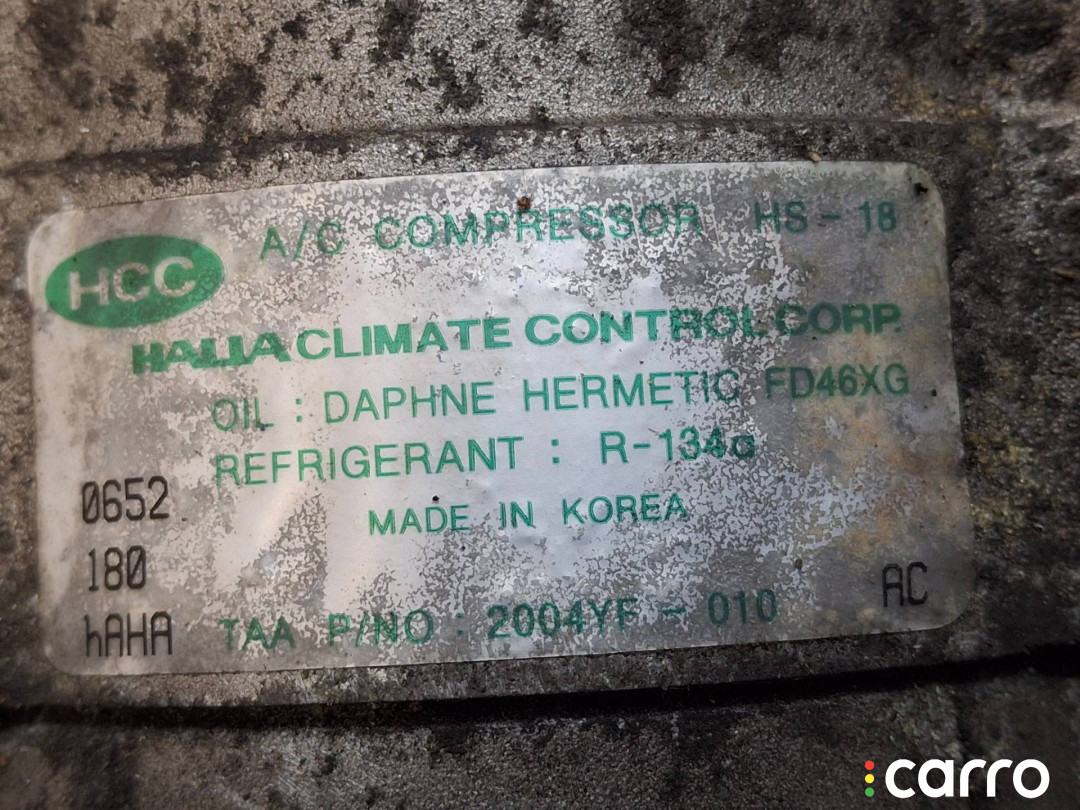 A/C COMPRESSOR HS-18
HCC
HALLA CLIMATE CONTROL CORP.
OIL : DAPHNE HERMETIC FD46XG
REFRIGERANT : R-134a
0652
MADE IN KOREA
180
AC
hAHA
TAA P/NO : 2004YF-010
carro